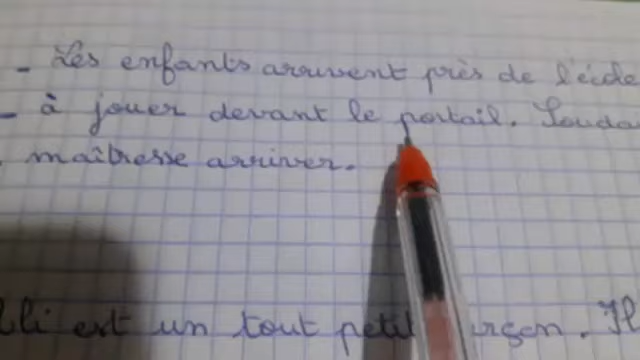 - Les enfants arrivent près de l'école
- à jouer devant le portail. Souda
maîtresse arriver.
lli est un tout petit garçon. Il